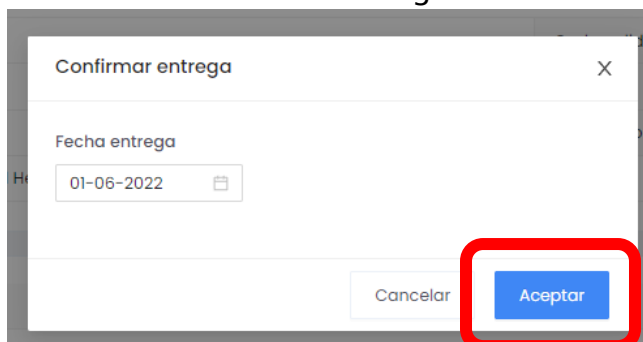 Confirmar entrega
X
Fecha entrega
01-06-2022
Cancelar
Aceptar